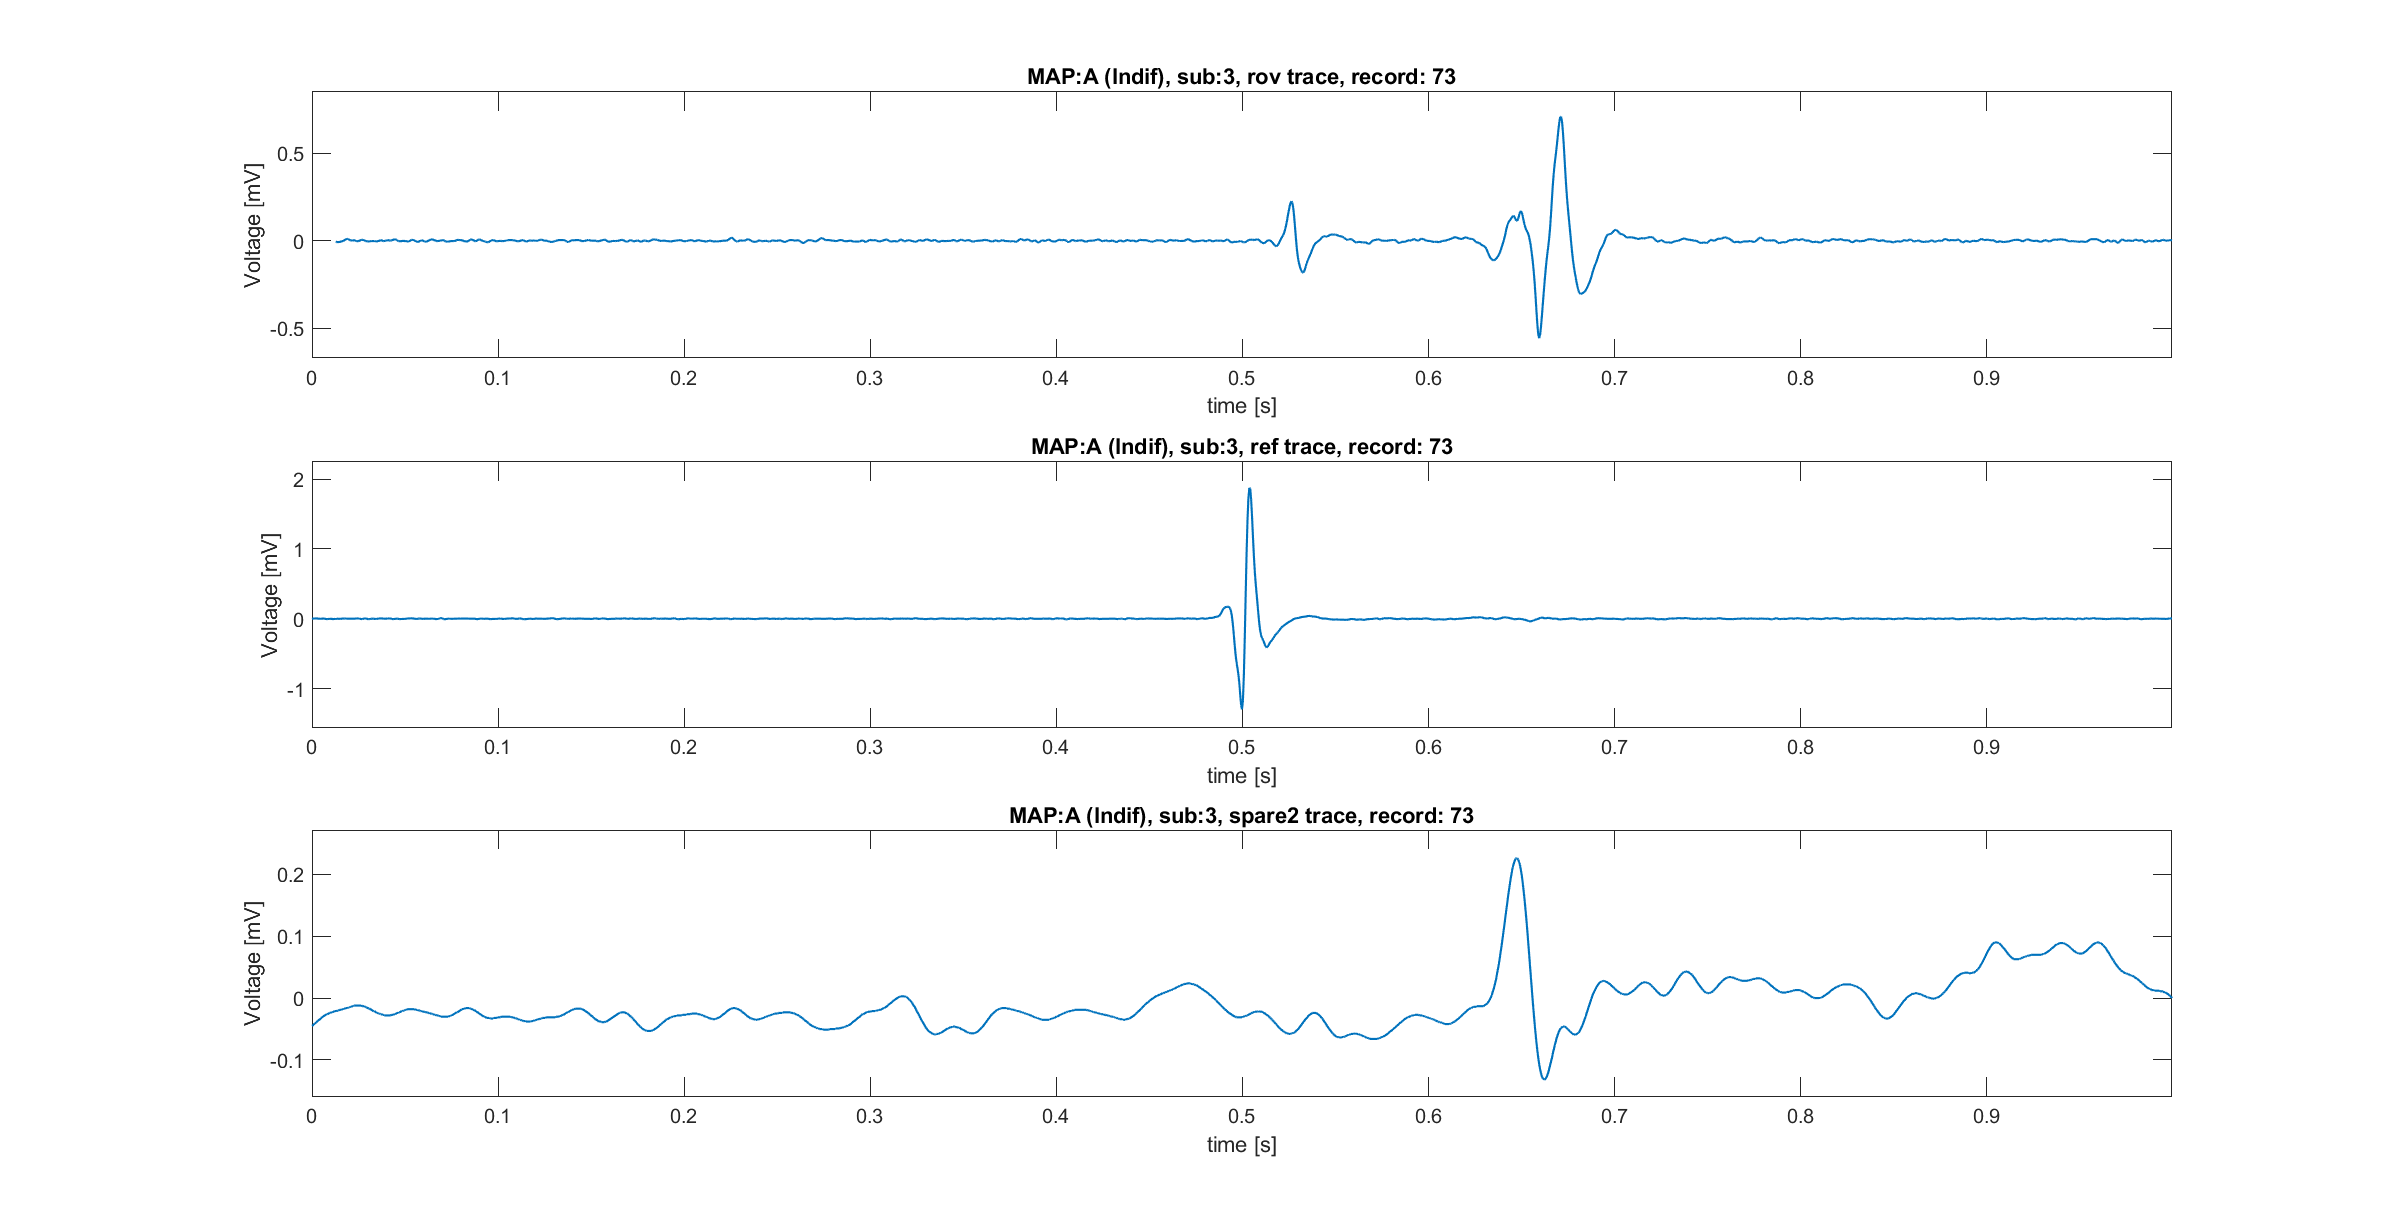 MAP:A (Indif), sub:3, rov trace, record: 73
Voltage [mV]
0.5
0
-0.5
0 0.1 0.2 0.3 0.4 0.5 0.6 0.7 0.8 0.9
time [s]
MAP:A (Indif), sub:3, ref trace, record: 73
Voltage [mV]
2
1
0
-1
0 0.1 0.2 0.3 0.4 0.5 0.6 0.7 0.8 0.9
time [s]
MAP:A (Indif), sub:3, spare2 trace, record: 73
Voltage [mV]
0.2
0.1
0
-0.1
0 0.1 0.2 0.3 0.4 0.5 0.6 0.7 0.8 0.9
time [s]